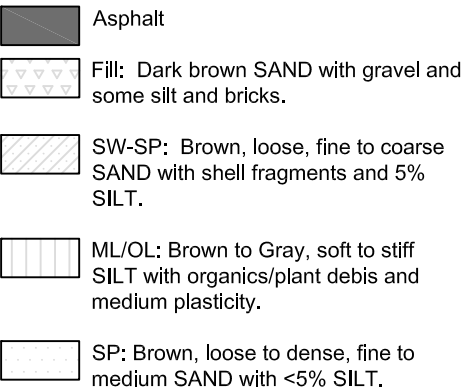 Asphalt
Fill: Dark brown SAND with gravel and
some silt and bricks.
SW-SP: Brown, loose, fine to coarse
SAND with shell fragments and 5%
SILT.
ML/OL: Brown to Gray, soft to stiff
SILT with organics/plant debis and
medium plasticity.
SP: Brown, loose to dense, fine to
medium SAND with <5% SILT.